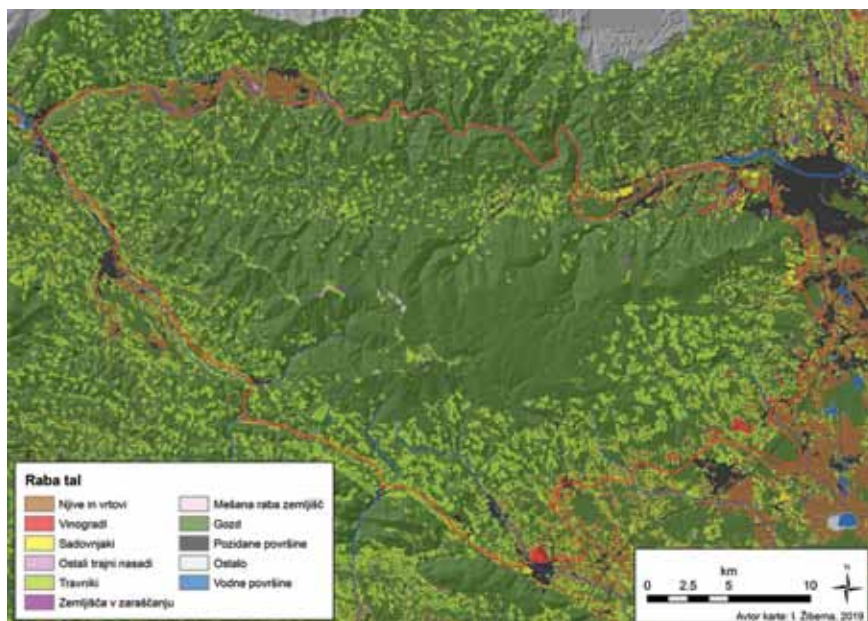 Raba tal
Njive in vrtovi
Vinogradi
Sadovnjaki
Ostali trajni nasadi
Travniki
Zemljišča v zaraščanju
Mešana raba zemljišč
Gozd
Pozidane površine
Ostalo
Vodne površine
km
0 2.5 5 10
N
Avtor karte: I. Žiberna, 2019